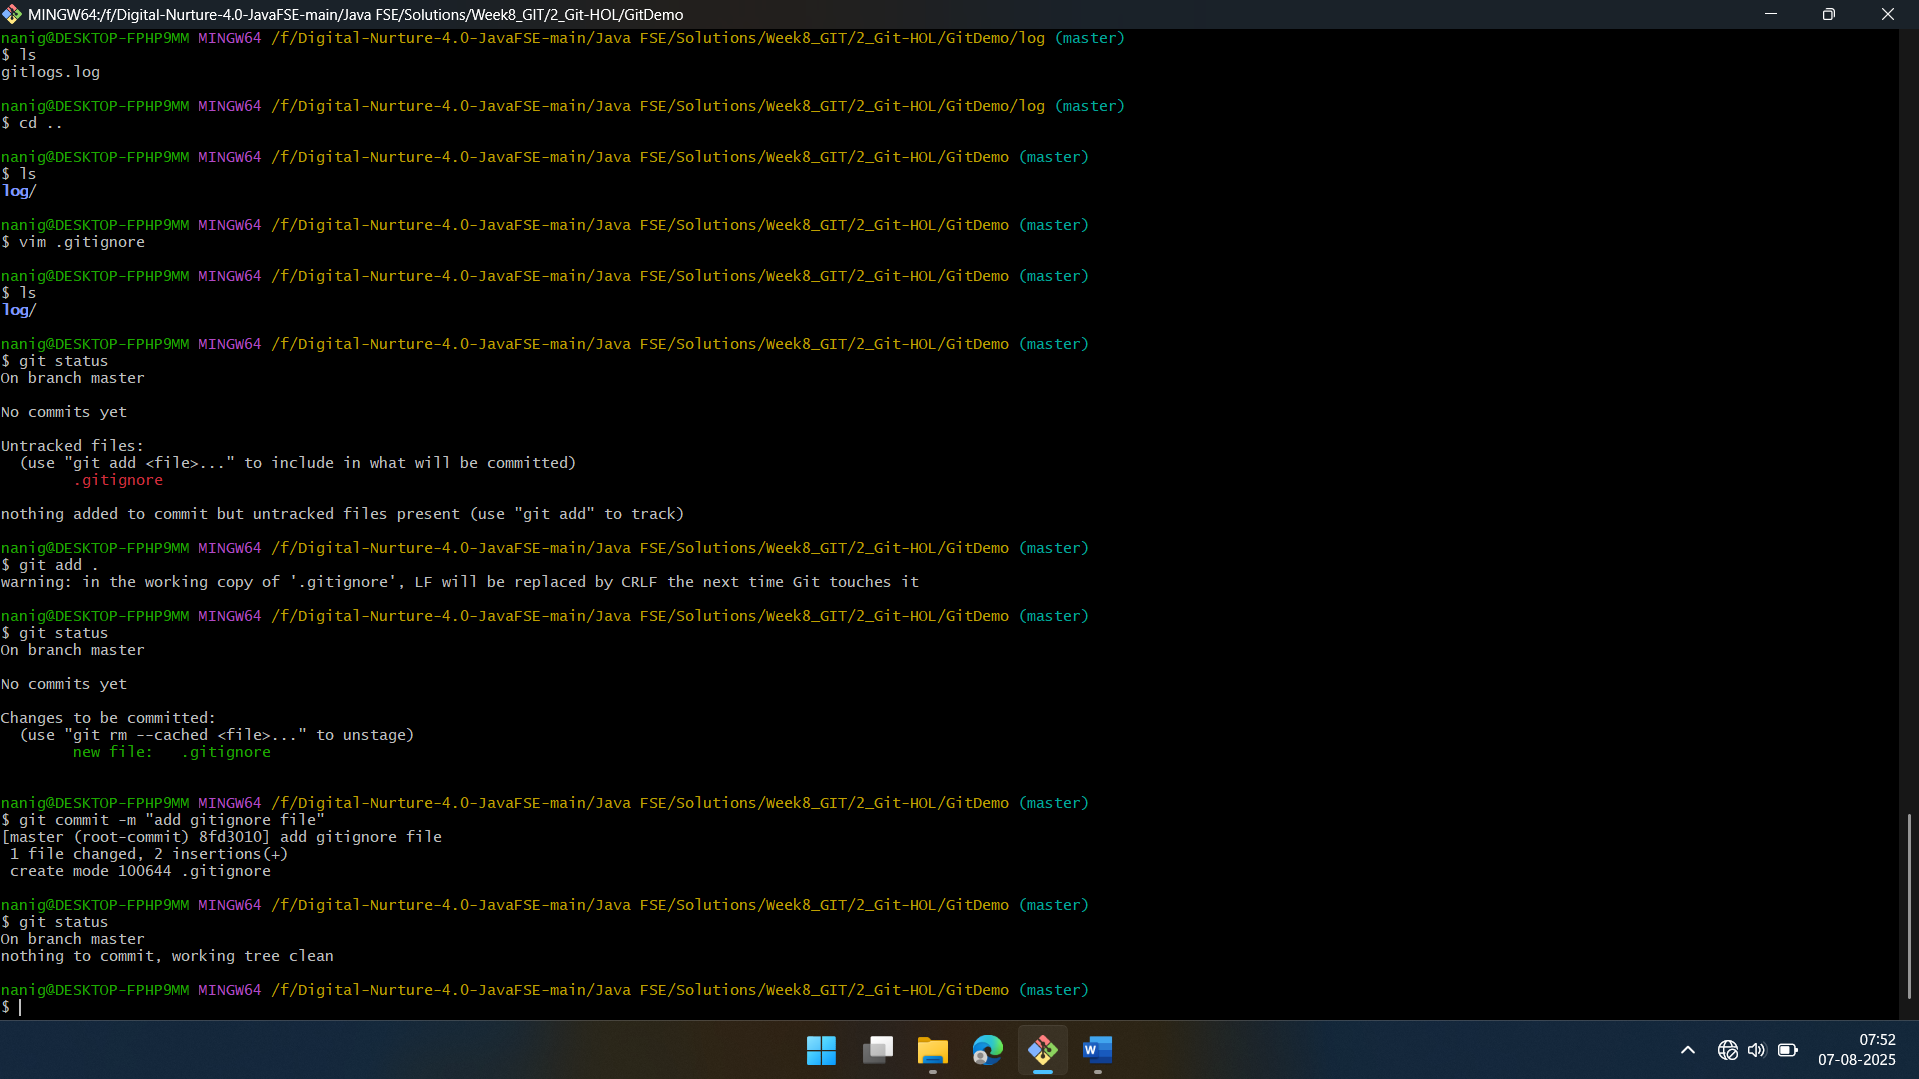 MINGW64:/f/Digital-Nurture-4.0-JavaFSE-main/Java FSE/Solutions/Week8_GIT/2_Git-HOL/GitDemo
nanig@DESKTOP-FPHP9MM MINGW64 /f/Digital-Nurture-4.0-JavaFSE-main/Java FSE/Solutions/Week8_GIT/2_Git-HOL/GitDemo/log (master)
$ ls
gitlogs.log
nanig@DESKTOP-FPHP9MM MINGW64 /f/Digital-Nurture-4.0-JavaFSE-main/Java FSE/Solutions/Week8_GIT/2_Git-HOL/GitDemo/log (master)
$ cd ..
nanig@DESKTOP-FPHP9MM MINGW64 /f/Digital-Nurture-4.0-JavaFSE-main/Java FSE/Solutions/Week8_GIT/2_Git-HOL/GitDemo (master)
$ ls
log/
nanig@DESKTOP-FPHP9MM MINGW64 /f/Digital-Nurture-4.0-JavaFSE-main/Java FSE/Solutions/Week8_GIT/2_Git-HOL/GitDemo (master)
$ vim .gitignore
nanig@DESKTOP-FPHP9MM MINGW64 /f/Digital-Nurture-4.0-JavaFSE-main/Java FSE/Solutions/Week8_GIT/2_Git-HOL/GitDemo (master)
$ ls
log/
nanig@DESKTOP-FPHP9MM MINGW64 /f/Digital-Nurture-4.0-JavaFSE-main/Java FSE/Solutions/Week8_GIT/2_Git-HOL/GitDemo (master)
$ git status
On branch master
No commits yet
Untracked files:
(use "git add <file>..." to include in what will be committed)
.gitignore
nothing added to commit but untracked files present (use "git add" to track)
nanig@DESKTOP-FPHP9MM MINGW64 /f/Digital-Nurture-4.0-JavaFSE-main/Java FSE/Solutions/Week8_GIT/2_Git-HOL/GitDemo (master)
$ git add .
warning: in the working copy of '.gitignore', LF will be replaced by CRLF the next time Git touches it
nanig@DESKTOP-FPHP9MM MINGW64 /f/Digital-Nurture-4.0-JavaFSE-main/Java FSE/Solutions/Week8_GIT/2_Git-HOL/GitDemo (master)
$ git status
On branch master
No commits yet
Changes to be committed:
(use "git rm --cached <file>..." to unstage)
new file:   .gitignore
nanig@DESKTOP-FPHP9MM MINGW64 /f/Digital-Nurture-4.0-JavaFSE-main/Java FSE/Solutions/Week8_GIT/2_Git-HOL/GitDemo (master)
$ git commit -m "add gitignore file"
[master (root-commit) 8fd3010] add gitignore file
1 file changed, 2 insertions(+)
create mode 100644 .gitignore
nanig@DESKTOP-FPHP9MM MINGW64 /f/Digital-Nurture-4.0-JavaFSE-main/Java FSE/Solutions/Week8_GIT/2_Git-HOL/GitDemo (master)
$ git status
On branch master
nothing to commit, working tree clean
nanig@DESKTOP-FPHP9MM MINGW64 /f/Digital-Nurture-4.0-JavaFSE-main/Java FSE/Solutions/Week8_GIT/2_Git-HOL/GitDemo (master)
$
W
07:52
07-08-2025